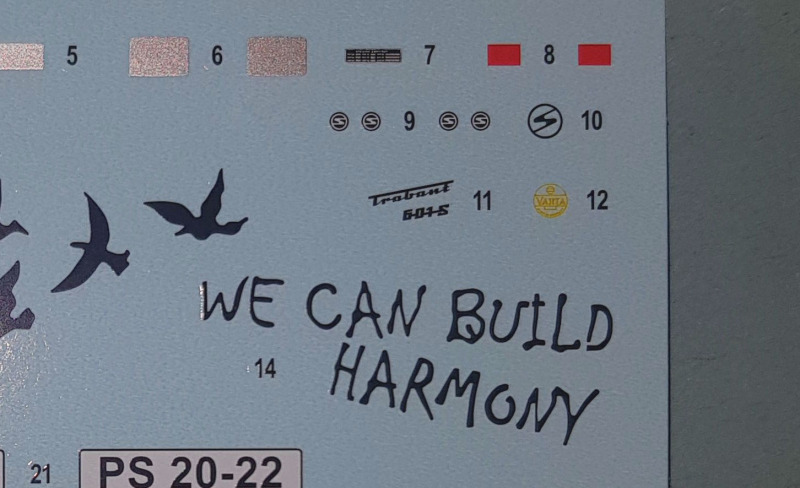 5 6 7 8
9 10
Trabant
601 S
11 VARTA 12
WE CAN BUILD
14 HARMONY
21 PS 20-22